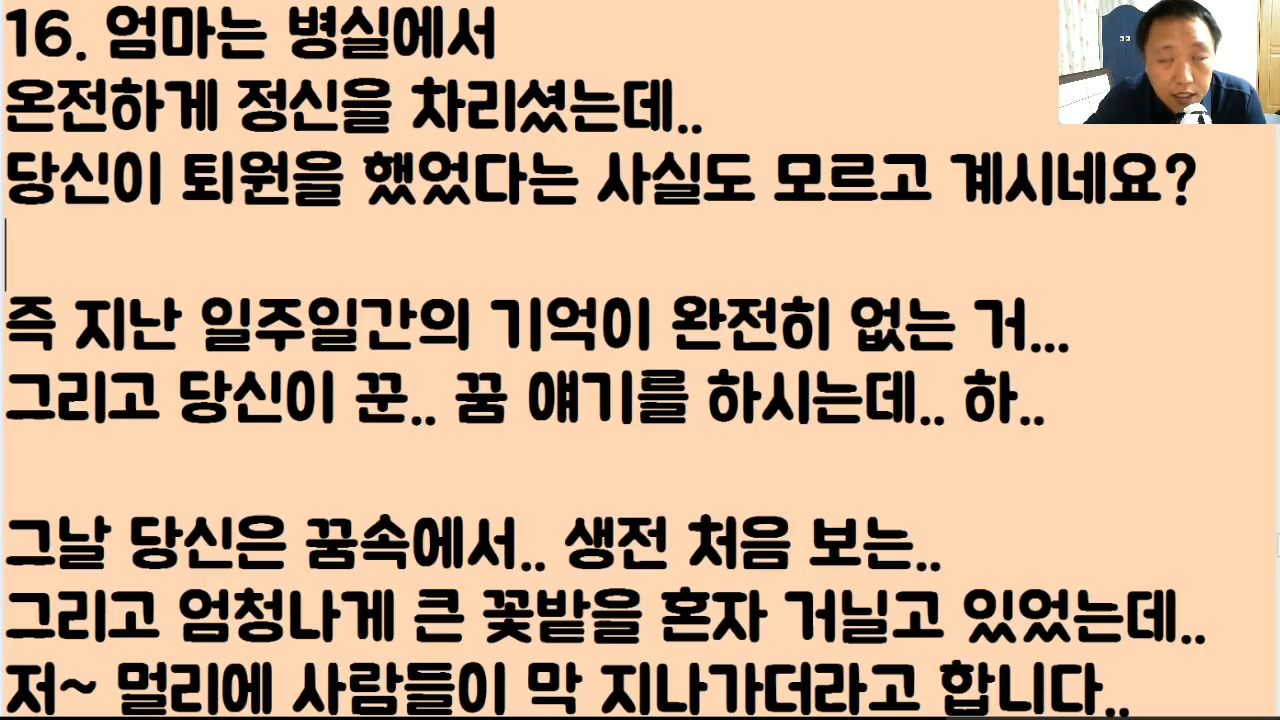 16. 엄마는 병실에서
온전하게 정신을 차리셨는데..
당신이 퇴원을 했었다는 사실도 모르고 계시네요?
즉 지난 일주일간의 기억이 완전히 없는 거...
그리고 당신이 꾼.. 꿈 얘기를 하시는데.. 하..
그날 당신은 꿈속에서.. 생전 처음 보는..
그리고 엄청나게 큰 꽃밭을 혼자 거닐고 있었는데..
저~ 멀리에 사람들이 막 지나가더라고 합니다..